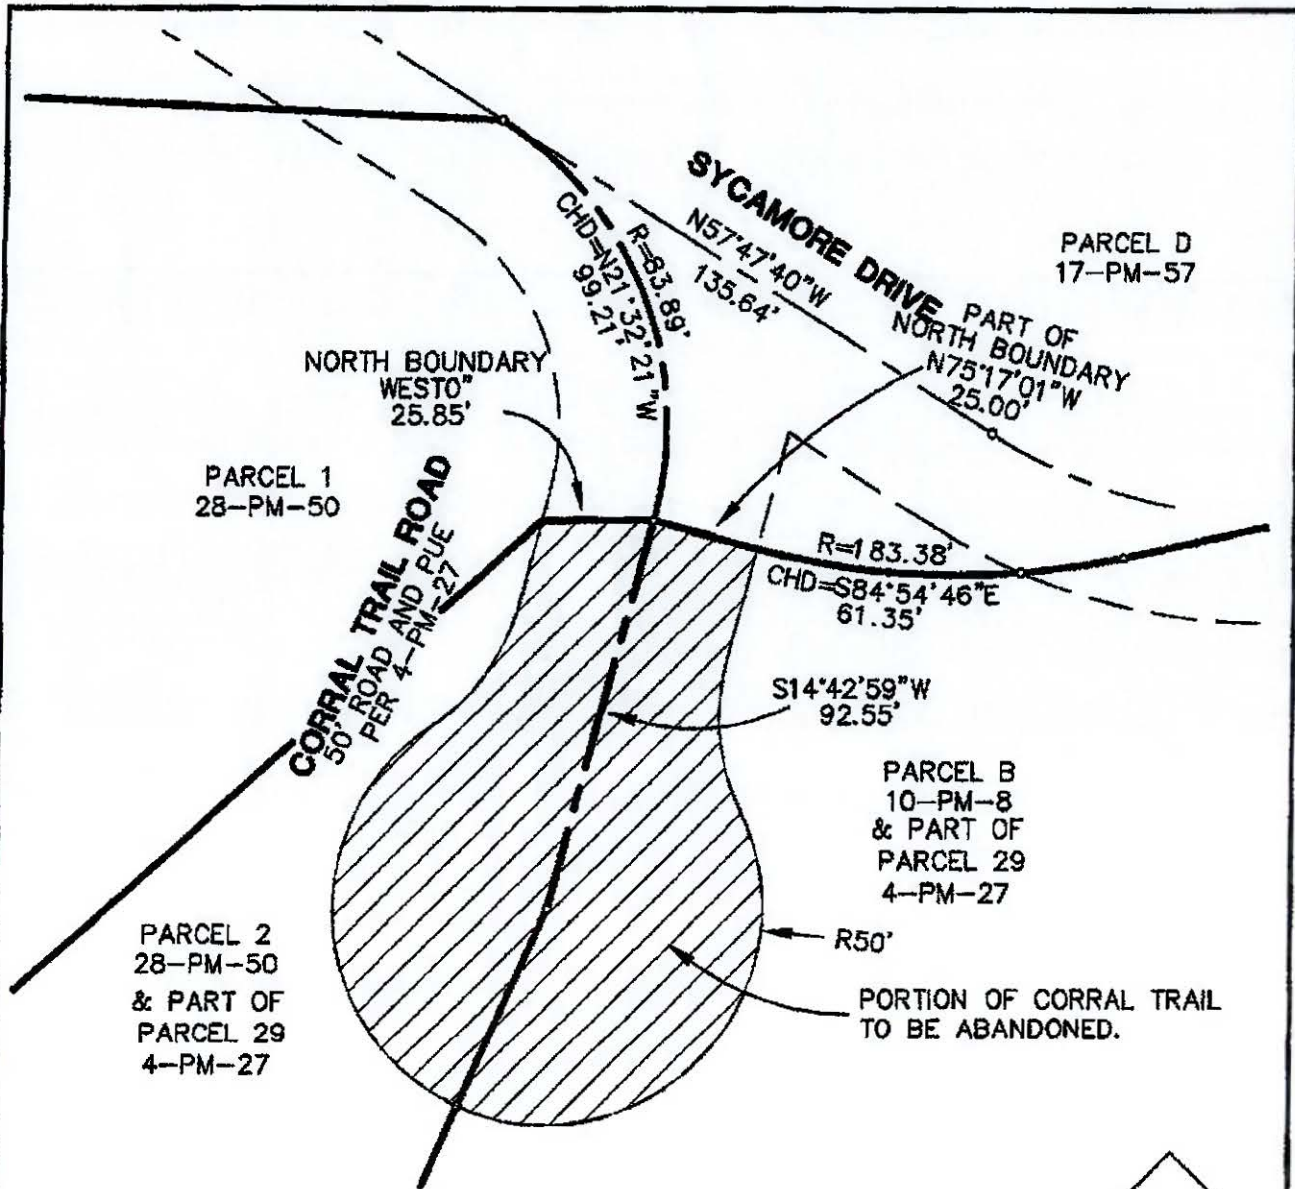 SYCAMORE DRIVE
N57°47'40"W
135.64'
PARCEL D
17-PM-57
R=83.89'
CHD=N21°32'21"W
99.21'
PART OF
NORTH BOUNDARY
N75°17'01"W
25.00'
NORTH BOUNDARY
WEST0"
25.85'
PARCEL 1
28-PM-50
CORRAL TRAIL ROAD
50' ROAD AND PUE
PER 4-PM-27
R=183.38'
CHD=S84°54'46"E
61.35'
S14°42'59"W
92.55'
PARCEL B
10-PM-8
& PART OF
PARCEL 29
4-PM-27
R50'
PARCEL 2
28-PM-50
& PART OF
PARCEL 29
4-PM-27
PORTION OF CORRAL TRAIL
TO BE ABANDONED.